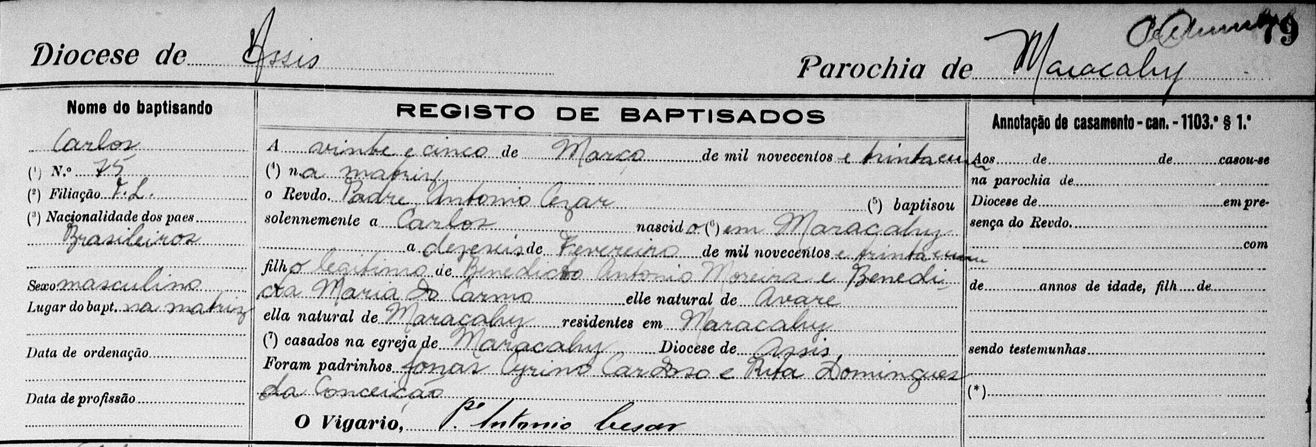 79
Diocese de Assis
Parochia de Maracahy
Nome do baptisando
Carlos
(¹) N.º 75
(²) Filiação F. L.
(³) Nacionalidade dos paes
Brasileiros
Sexo masculino
Lugar do bapt. na matriz
Data de ordenação
Data de profissão
REGISTO DE BAPTISADOS
A vinte e cinco de Março de mil novecentos e trinta e um
(⁴) na matriz
o Revdo. Padre Antonio Cezar (⁵) baptisou
solennemente a Carlos nascido (⁶) em Maracahy
a dezeseis de Fevereiro de mil novecentos e trinta e um
filho legitimo de Benedicto Antonio Moreira e Benedi-
cta Maria do Carmo elle natural de Avaré
ella natural de Maracahy residentes em Maracahy
(⁷) casados na egreja de Maracahy Diocese de Assis,
Foram padrinhos Jonas Cyrino Cardoso e Rita Domingues
da Conceição
O Vigario, Pe. Antonio Cesar
Annotação de casamento - can. - 1103.º § 1.º
Aos de de casou-se
na parochia de
Diocese de em pre-
sença do Revdo.
com
de annos de idade, filh de
sendo testemunhas
(*)